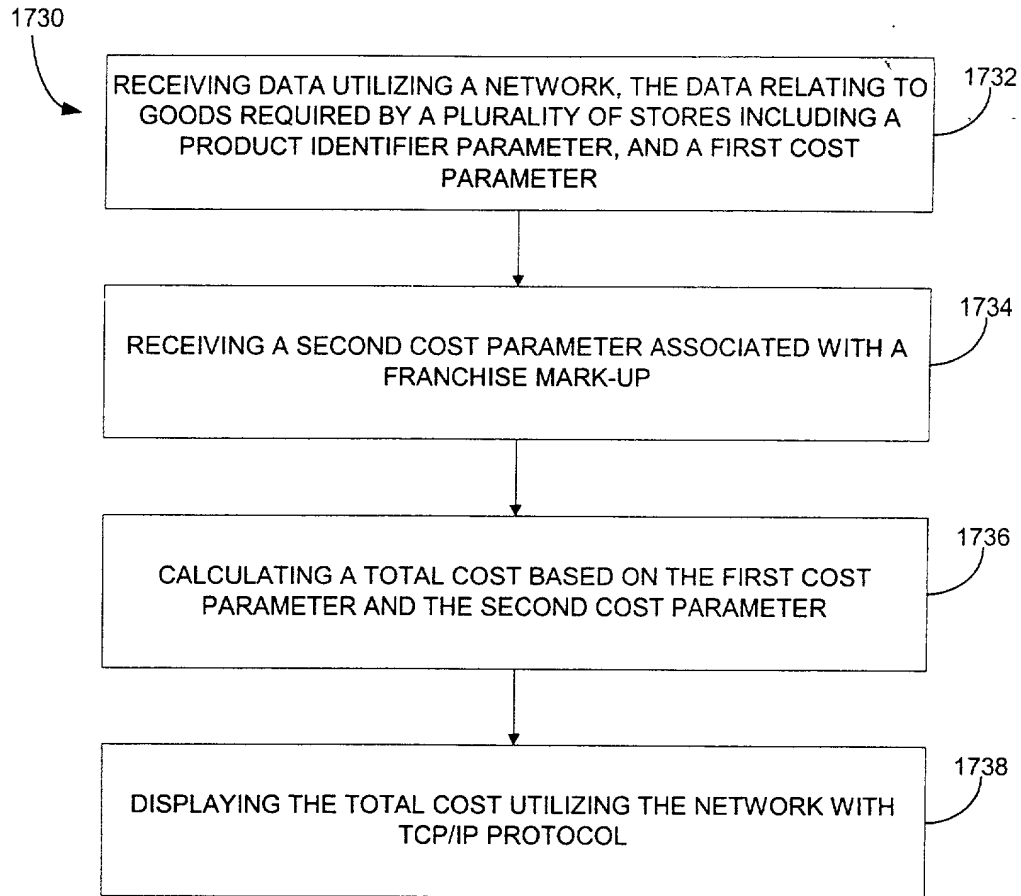 1730
RECEIVING DATA UTILIZING A NETWORK, THE DATA RELATING TO
GOODS REQUIRED BY A PLURALITY OF STORES INCLUDING A
PRODUCT IDENTIFIER PARAMETER, AND A FIRST COST
PARAMETER
1732
RECEIVING A SECOND COST PARAMETER ASSOCIATED WITH A
FRANCHISE MARK-UP
1734
CALCULATING A TOTAL COST BASED ON THE FIRST COST
PARAMETER AND THE SECOND COST PARAMETER
1736
DISPLAYING THE TOTAL COST UTILIZING THE NETWORK WITH
TCP/IP PROTOCOL
1738